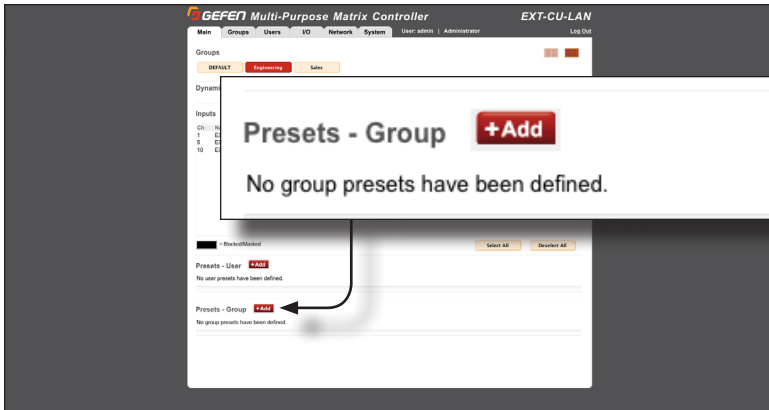 GEFEN Multi-Purpose Matrix Controller EXT-CU-LAN
Main Groups Users I/O Network System User: admin | Administrator Log Out
Groups
DEFAULT Engineering Sales
Inputs
Ch
1
5
10
Presets - Group +Add
No group presets have been defined.
= Blocked/Masked Select All Deselect All
Presets - User +Add
No user presets have been defined.
Presets - Group +Add
No group presets have been defined.